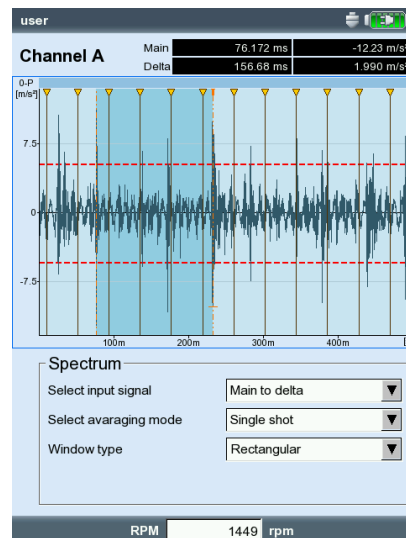 user
Channel A
Main 76.172 ms -12.23 m/s²
Delta 156.68 ms 1.990 m/s²
0-P
[m/s²]
7.5
0
-7.5
100m 200m 300m 400m
Spectrum
Select input signal Main to delta
Select avaraging mode Single shot
Window type Rectangular
RPM 1449 rpm